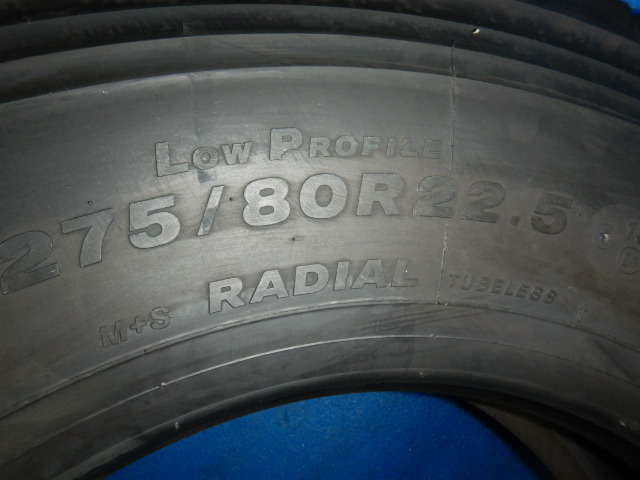 LOW PROFILE
275/80R22.5
M+S RADIAL TUBELESS